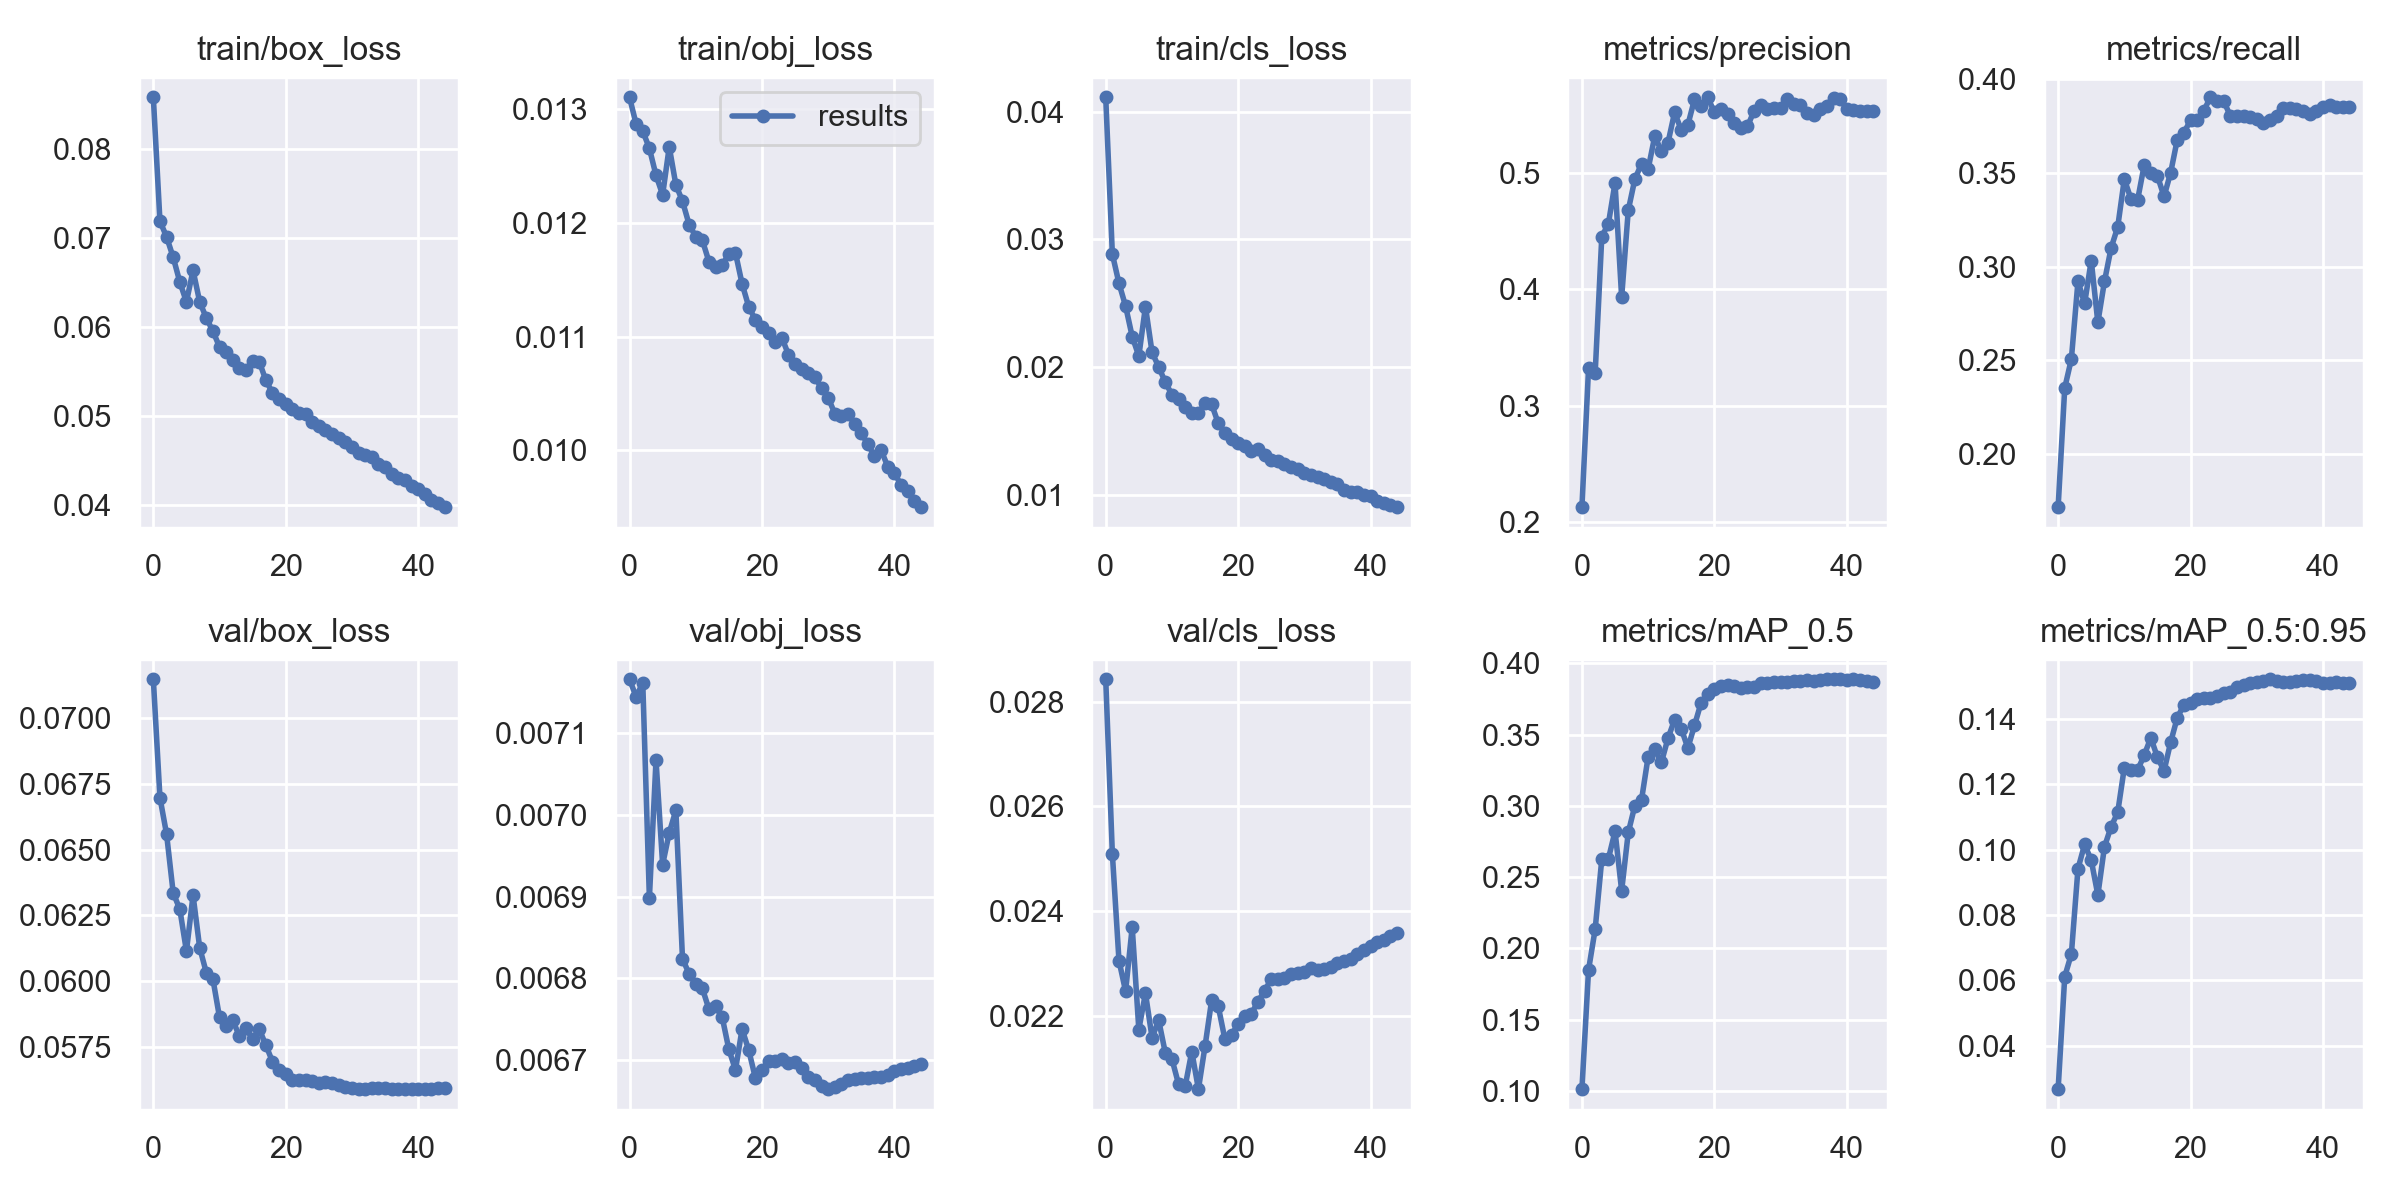 train/box_loss
0.08
0.07
0.06
0.05
0.04
0 20 40
train/obj_loss
results
0.013
0.012
0.011
0.010
0 20 40
train/cls_loss
0.04
0.03
0.02
0.01
0 20 40
metrics/precision
0.5
0.4
0.3
0.2
0 20 40
metrics/recall
0.40
0.35
0.30
0.25
0.20
0 20 40
val/box_loss
0.0700
0.0675
0.0650
0.0625
0.0600
0.0575
0 20 40
val/obj_loss
0.0071
0.0070
0.0069
0.0068
0.0067
0 20 40
val/cls_loss
0.028
0.026
0.024
0.022
0 20 40
metrics/mAP_0.5
0.40
0.35
0.30
0.25
0.20
0.15
0.10
0 20 40
metrics/mAP_0.5:0.95
0.14
0.12
0.10
0.08
0.06
0.04
0 20 40